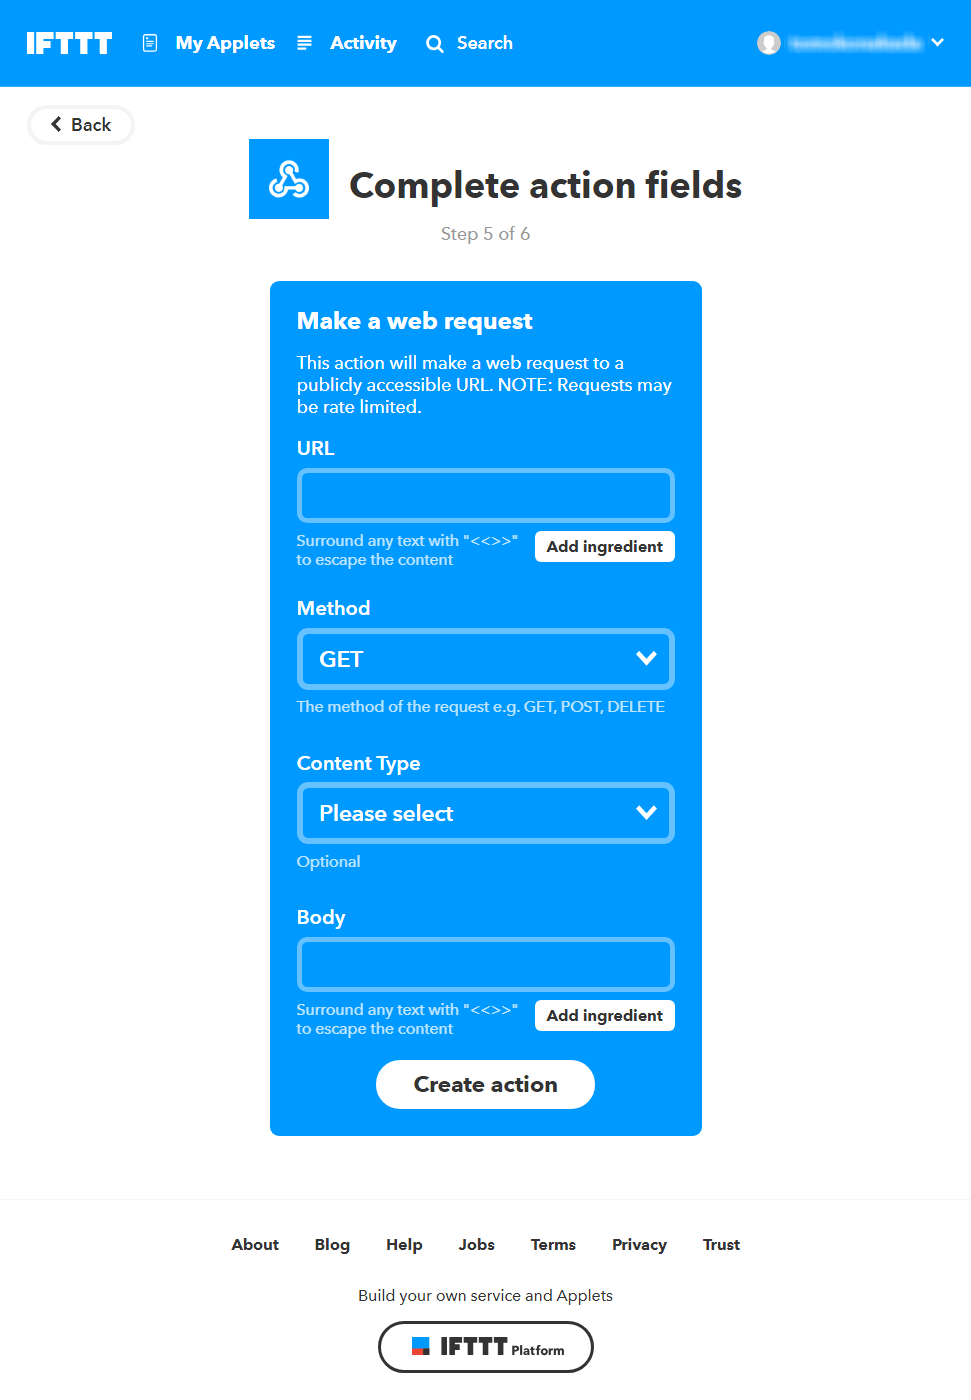 IFTTT My Applets Activity Search
Back
Complete action fields
Step 5 of 6
Make a web request
This action will make a web request to a
publicly accessible URL. NOTE: Requests may
be rate limited.
URL
Surround any text with "<<>>"
to escape the content
Add ingredient
Method
GET
The method of the request e.g. GET, POST, DELETE
Content Type
Please select
Optional
Body
Surround any text with "<<>>"
to escape the content
Add ingredient
Create action
About Blog Help Jobs Terms Privacy Trust
Build your own service and Applets
IFTTT Platform